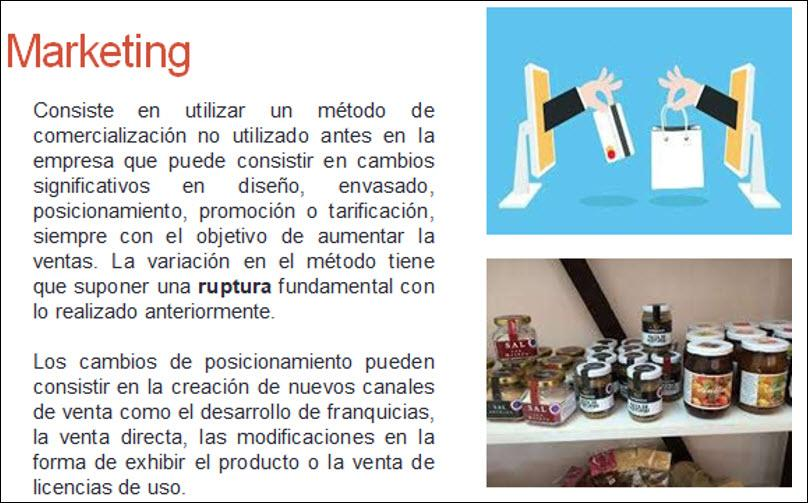 Marketing
Consiste en utilizar un método de
comercialización no utilizado antes en la
empresa que puede consistir en cambios
significativos en diseño, envasado,
posicionamiento, promoción o tarificación,
siempre con el objetivo de aumentar la
ventas. La variación en el método tiene
que suponer una ruptura fundamental con
lo realizado anteriormente.
Los cambios de posicionamiento pueden
consistir en la creación de nuevos canales
de venta como el desarrollo de franquicias,
la venta directa, las modificaciones en la
forma de exhibir el producto o la venta de
licencias de uso.
SAL
SAL
SAL